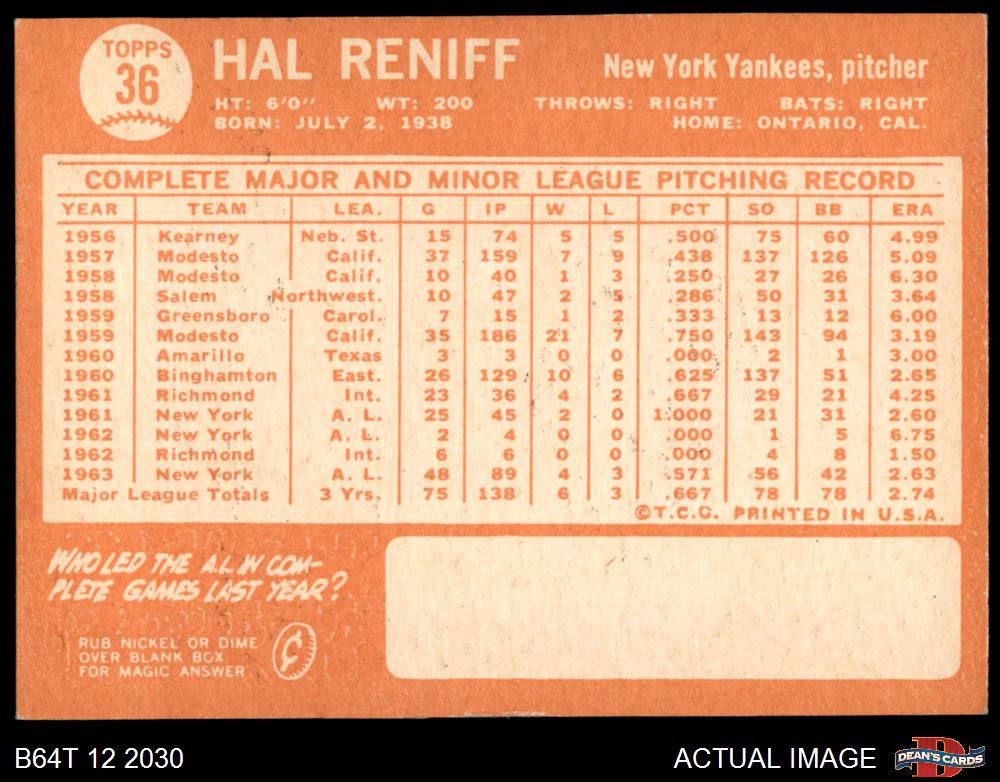 TOPPS
36
HAL RENIFF
New York Yankees, pitcher
HT: 6'0" WT: 200 THROWS: RIGHT BATS: RIGHT
BORN: JULY 2, 1938 HOME: ONTARIO, CAL.
COMPLETE MAJOR AND MINOR LEAGUE PITCHING RECORD
YEAR TEAM LEA. G IP W L PCT SO BB ERA
1956 Kearney Neb. St. 15 74 5 5 .500 75 60 4.99
1957 Modesto Calif. 37 159 7 9 .438 137 126 5.09
1958 Modesto Calif. 10 40 1 3 .250 27 26 6.30
1958 Salem Northwest. 10 47 2 5 .286 50 31 3.64
1959 Greensboro Carol. 7 15 1 2 .333 13 12 6.00
1959 Modesto Calif. 35 186 21 7 .750 143 94 3.19
1960 Amarillo Texas 3 3 0 0 .000 2 1 3.00
1960 Binghamton East. 26 129 10 6 .625 137 51 2.65
1961 Richmond Int. 23 36 4 2 .667 29 21 4.25
1961 New York A. L. 25 45 2 0 1.000 21 31 2.60
1962 New York A. L. 2 4 0 0 .000 1 5 6.75
1962 Richmond Int. 6 6 0 0 .000 4 8 1.50
1963 New York A. L. 48 89 4 3 .571 56 42 2.63
Major League Totals 3 Yrs. 75 138 6 3 .667 78 78 2.74
©T.C.G. PRINTED IN U.S.A.
WHO LED THE A.L. IN COM-
PLETE GAMES LAST YEAR?
RUB NICKEL OR DIME
OVER BLANK BOX
FOR MAGIC ANSWER
¢
B64T 12 2030 ACTUAL IMAGE
D
DEAN'S CARDS